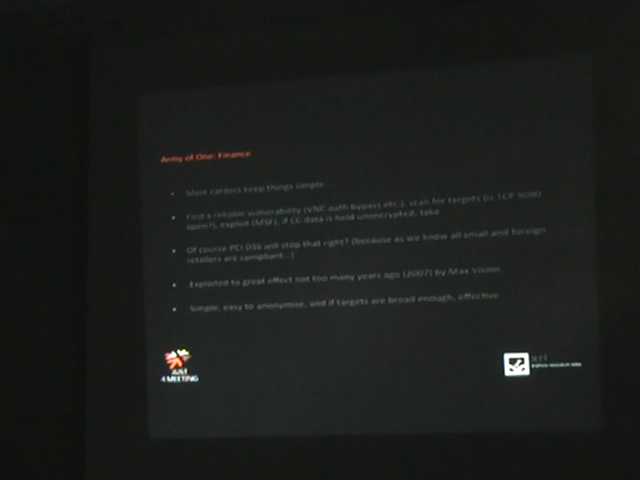 Army of One: Finance
Most carders keep things simple...
Find a reliable vulnerability (VNC auth bypass etc.), scan for targets (is TCP 5900
open?), exploit (MSF), if CC data is held unencrypted, take
Of course PCI DSS will stop that right? (because as we know all small and foreign
retailers are compliant...)
Exploited to great effect not too many years ago (2007) by Max Vision
Simple, easy to anonymise, and if targets are broad enough, effective
JUST
4 MEETING